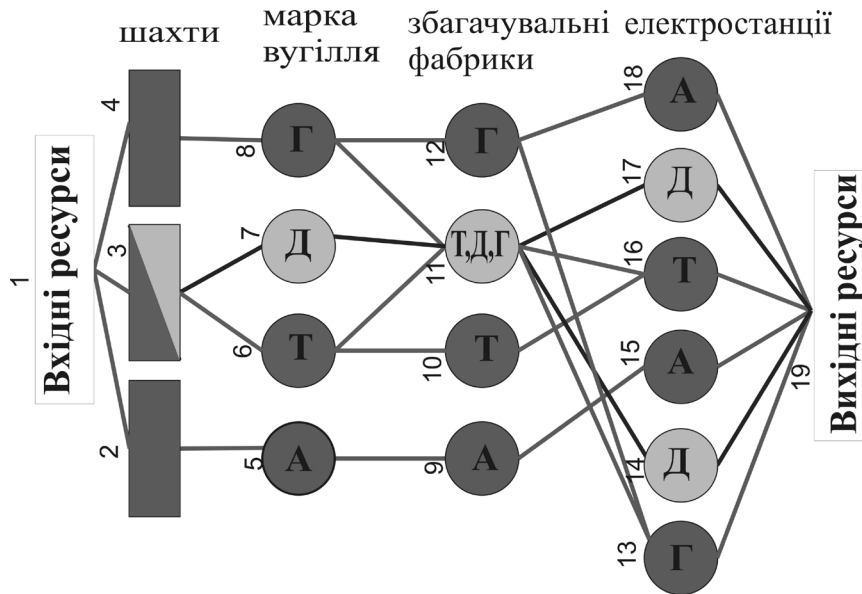 шахти
марка
вугілля
збагачувальні
фабрики
електростанції
1
Вхідні ресурси
4
3
2
8
Г
7
Д
6
Т
5
А
12
Г
11
Т,Д,Г
10
Т
9
А
18
А
17
Д
16
Т
15
А
14
Д
13
Г
19
Вихідні ресурси